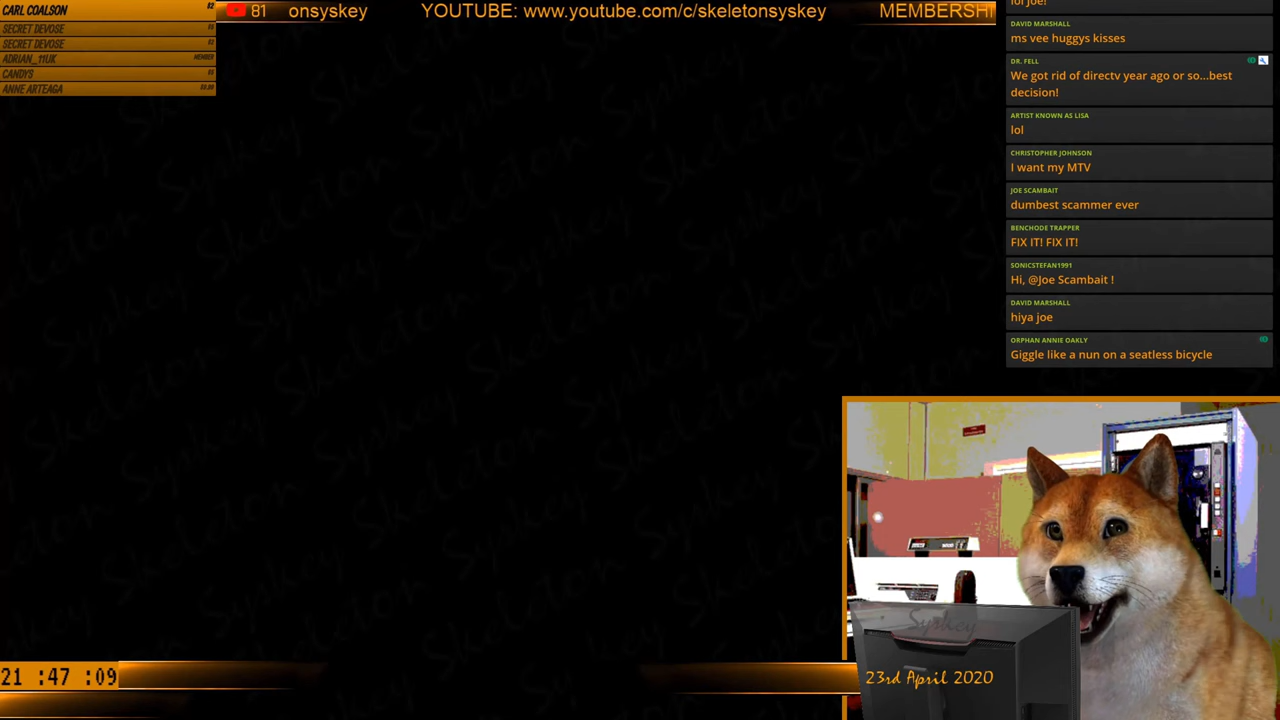 CARL COALSON $2
SECRET DEVOSE
SECRET DEVOSE
ADRIAN_11UK MEMBER
CANDYS
ANNE ARTEAGA
81 onsyskey YOUTUBE: www.youtube.com/c/skeletonsyskey MEMBERSHI
lol joe!
DAVID MARSHALL
ms vee huggys kisses
DR. FELL
We got rid of directv year ago or so...best
decision!
ARTIST KNOWN AS LISA
lol
CHRISTOPHER JOHNSON
I want my MTV
JOE SCAMBAIT
dumbest scammer ever
BENCHODE TRAPPER
FIX IT! FIX IT!
SONICSTEFAN1991
Hi, @Joe Scambait !
DAVID MARSHALL
hiya joe
ORPHAN ANNIE OAKLY
Giggle like a nun on a seatless bicycle
Syskey
21 :47 :09
23rd April 2020